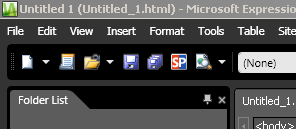 Untitled 1 (Untitled_1.html) - Microsoft Expression
File Edit View Insert Format Tools Table Site
SP (None)
Folder List Untitled_1.
<body>